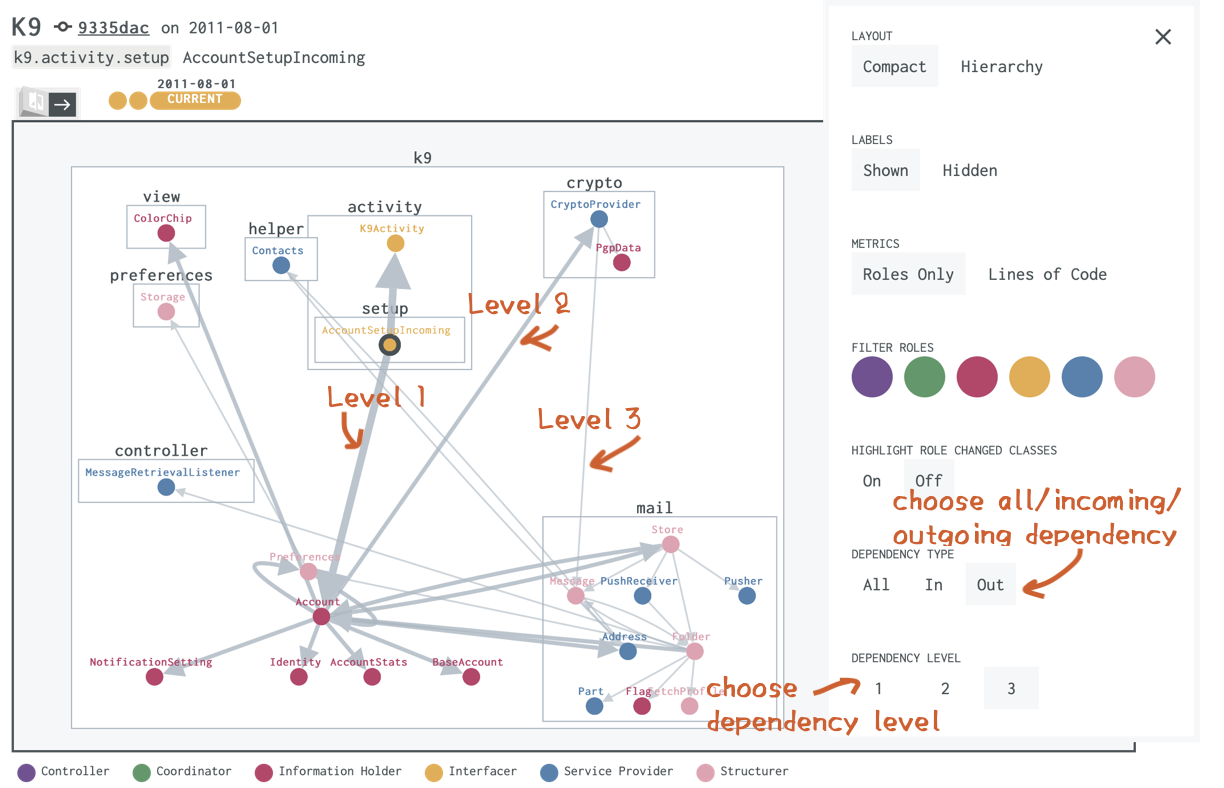 K9 9335dac on 2011-08-01
k9.activity.setup AccountSetupIncoming
2011-08-01
CURRENT
k9
view
ColorChip
preferences
Storage
helper
Contacts
activity
K9Activity
setup
AccountSetupIncoming
crypto
CryptoProvider
PgpData
Level 2
Level 1
Level 3
controller
MessageRetrievalListener
mail
Store
Preferences
Message
PushReceiver
Pusher
Account
Address
Folder
NotificationSetting
Identity
AccountStats
BaseAccount
Part
Flag
FetchProfile
LAYOUT
Compact Hierarchy
LABELS
Shown Hidden
METRICS
Roles Only Lines of Code
FILTER ROLES
HIGHLIGHT ROLE CHANGED CLASSES
On Off
choose all/incoming/
outgoing dependency
DEPENDENCY TYPE
All In Out
DEPENDENCY LEVEL
1 2 3
choose
dependency level
Controller Coordinator Information Holder Interfacer Service Provider Structurer